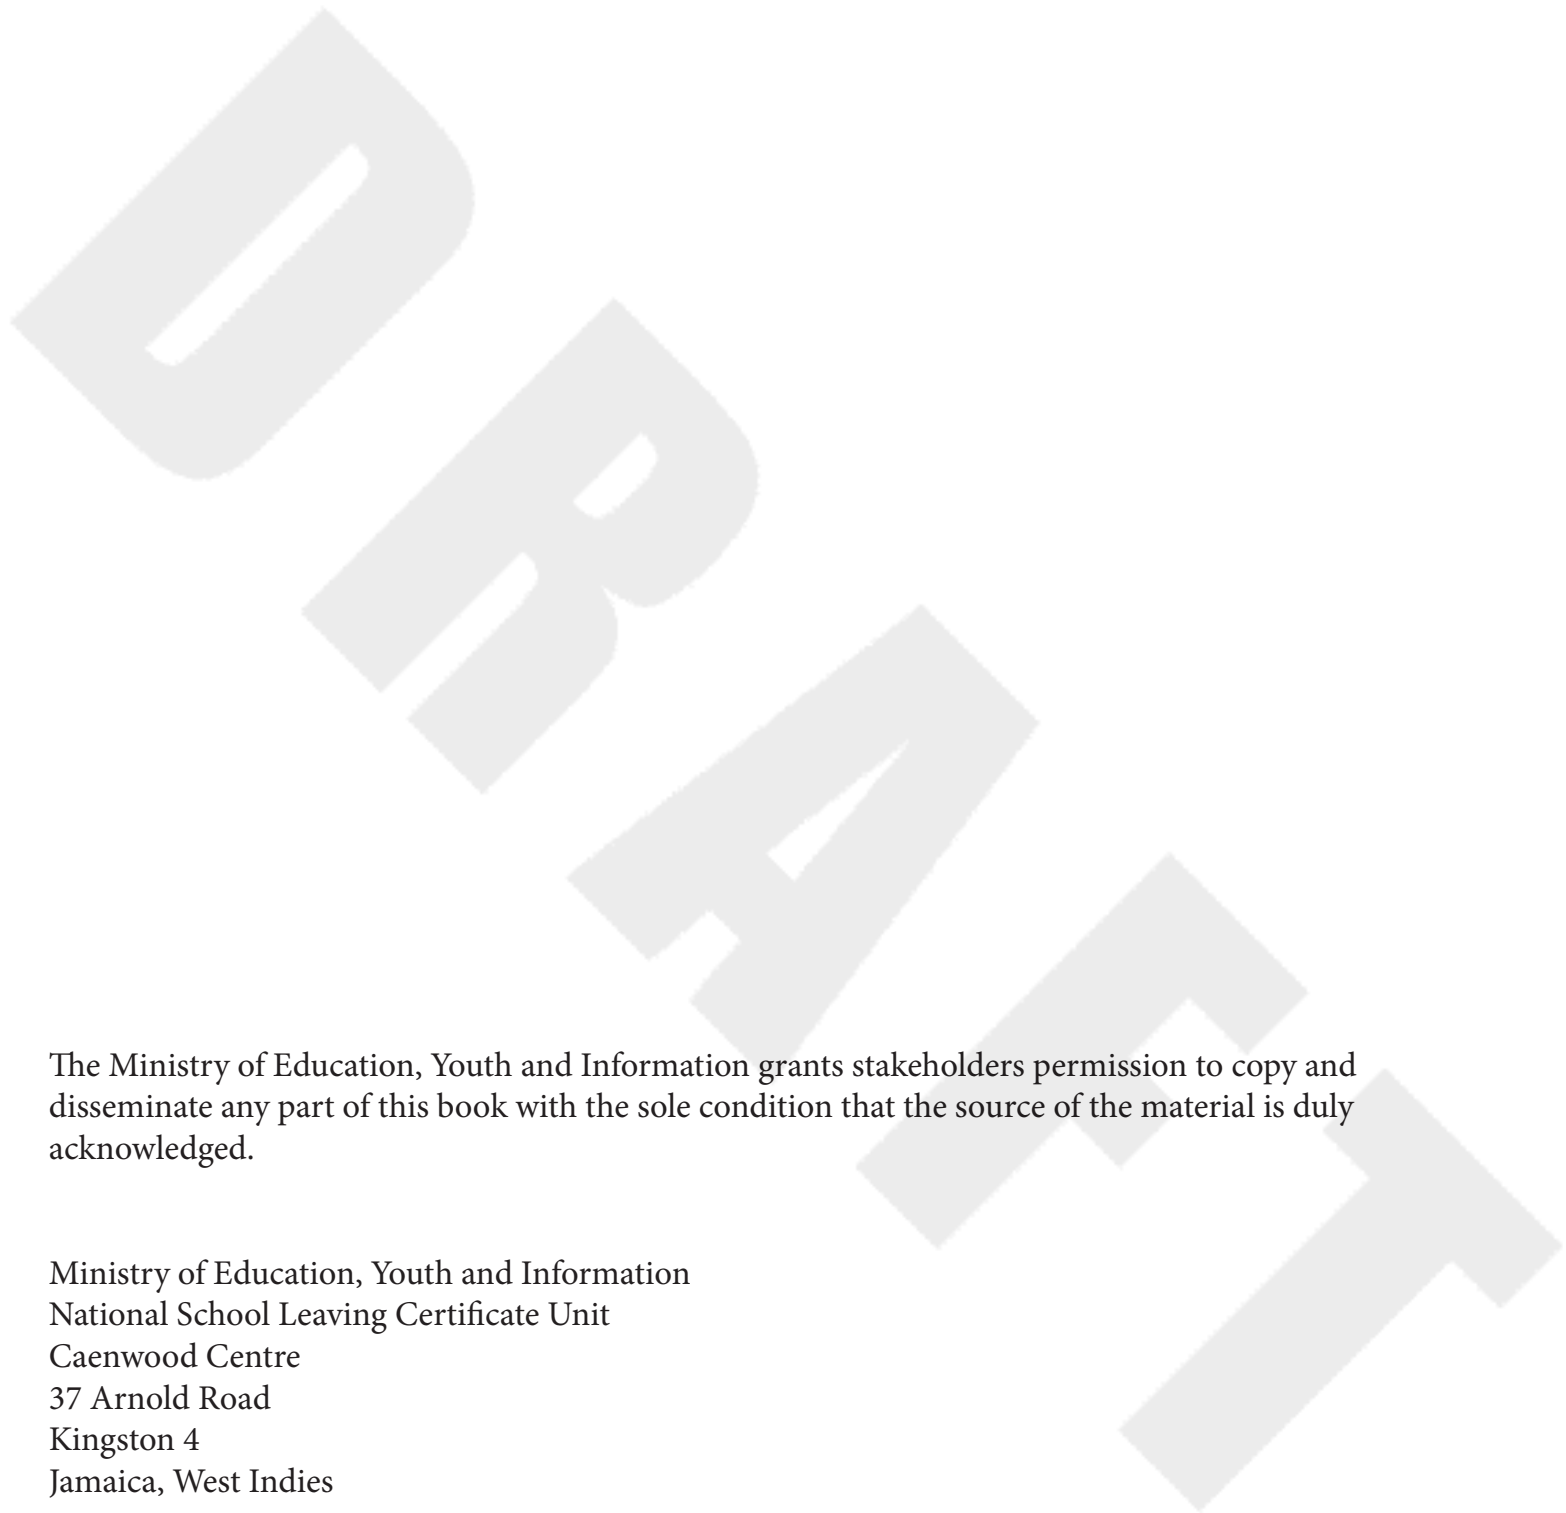 DRAFT
The Ministry of Education, Youth and Information grants stakeholders permission to copy and
disseminate any part of this book with the sole condition that the source of the material is duly
acknowledged.
Ministry of Education, Youth and Information
National School Leaving Certificate Unit
Caenwood Centre
37 Arnold Road
Kingston 4
Jamaica, West Indies